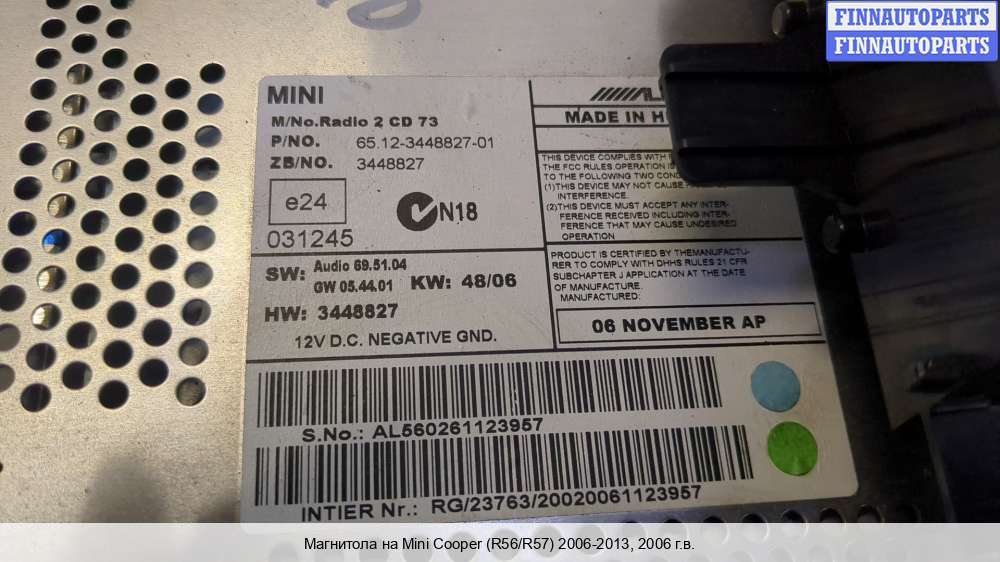 FINNAUTOPARTS
FINNAUTOPARTS
MINI
M/No.Radio 2 CD 73
P/NO. 65.12-3448827-01
ZB/NO. 3448827
e24
N18
031245
SW: Audio 69.51.04
GW 05.44.01
KW: 48/06
HW: 3448827
12V D.C. NEGATIVE GND.
MADE IN
THIS DEVICE COMPLIES WITH
THE FCC RULES OPERATION IS
TO THE FOLLOWING TWO
(1)THIS DEVICE MAY NOT CAUSE
INTERFERENCE.
(2)THIS DEVICE MUST ACCEPT ANY INTER-
FERENCE RECEIVED INCLUDING INTER-
FERENCE THAT MAY CAUSE UNDESIRED
OPERATION
PRODUCT IS CERTIFIED BY THEMANUFACTU-
RER TO COMPLY WITH DHHS RULES 21 CFR
SUBCHAPTER J APPLICATION AT THE DATE
OF MANUFACTURE.
MANUFACTURED:
06 NOVEMBER AP
S.No.: AL560261123957
INTIER Nr.: RG/23763/20020061123957
Магнитола на Mini Cooper (R56/R57) 2006-2013, 2006 г.в.